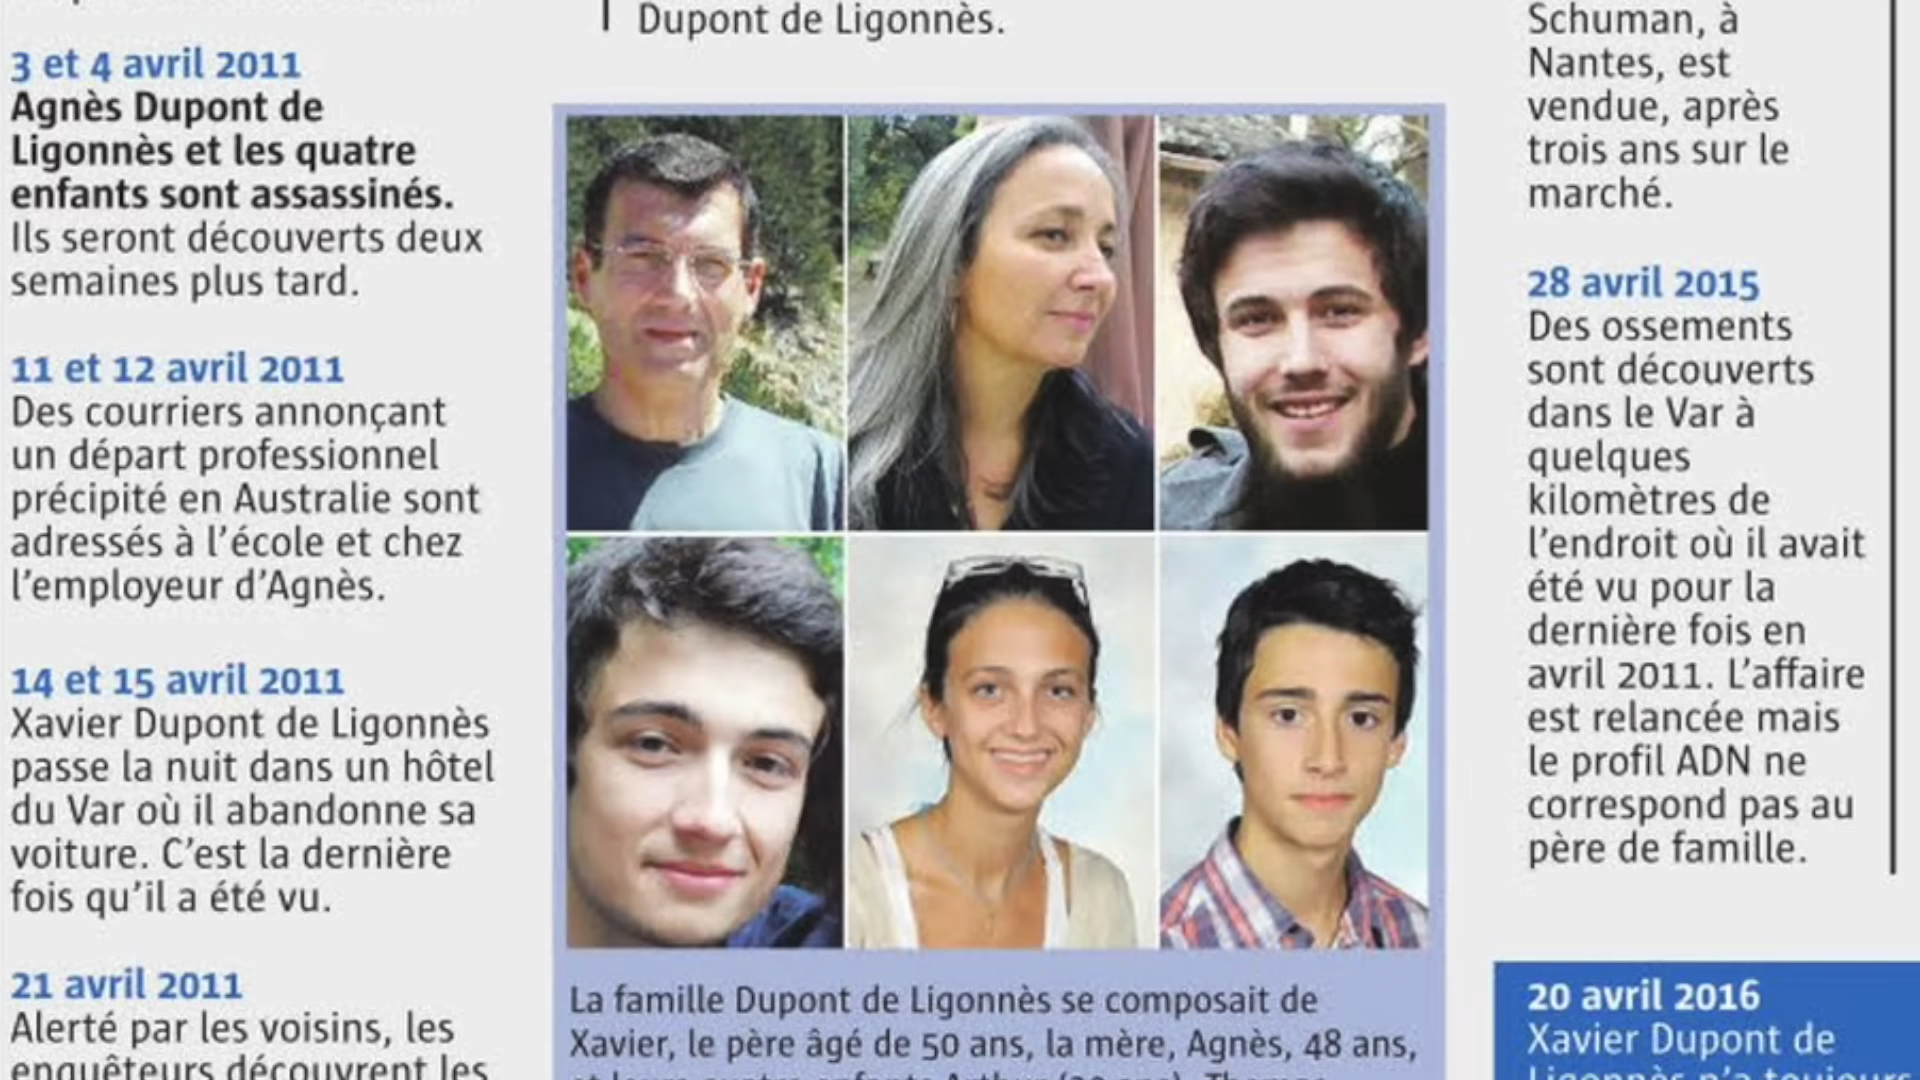 3 et 4 avril 2011
Agnès Dupont de
Ligonnès et les quatre
enfants sont assassinés.
Ils seront découverts deux
semaines plus tard.
11 et 12 avril 2011
Des courriers annonçant
un départ professionnel
précipité en Australie sont
adressés à l'école et chez
l'employeur d'Agnès.
14 et 15 avril 2011
Xavier Dupont de Ligonnès
passe la nuit dans un hôtel
du Var où il abandonne sa
voiture. C'est la dernière
fois qu'il a été vu.
21 avril 2011
Alerté par les voisins, les
enquêteurs découvrent les
Dupont de Ligonnès.
La famille Dupont de Ligonnès se composait de
Xavier, le père âgé de 50 ans, la mère, Agnès, 48 ans,
Schuman, à
Nantes, est
vendue, après
trois ans sur le
marché.
28 avril 2015
Des ossements
sont découverts
dans le Var à
quelques
kilomètres de
l'endroit où il avait
été vu pour la
dernière fois en
avril 2011. L'affaire
est relancée mais
le profil ADN ne
correspond pas au
père de famille.
20 avril 2016
Xavier Dupont de
Ligonnès n'a toujours